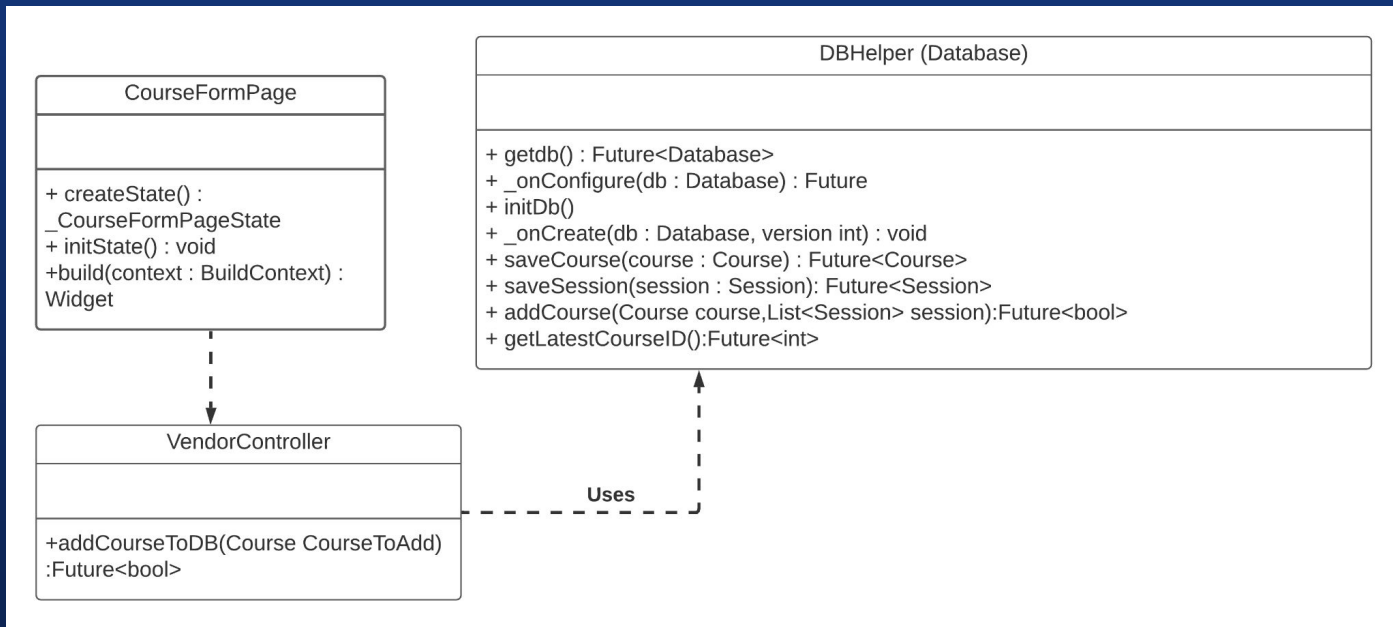 CourseFormPage
+ createState() :
_CourseFormPageState
+ initState() : void
+build(context : BuildContext) :
Widget
DBHelper (Database)
+ getdb() : Future<Database>
+ _onConfigure(db : Database) : Future
+ initDb()
+ _onCreate(db : Database, version int) : void
+ saveCourse(course : Course) : Future<Course>
+ saveSession(session : Session): Future<Session>
+ addCourse(Course course,List<Session> session):Future<bool>
+ getLatestCourseID():Future<int>
VendorController
+addCourseToDB(Course CourseToAdd)
:Future<bool>
Uses